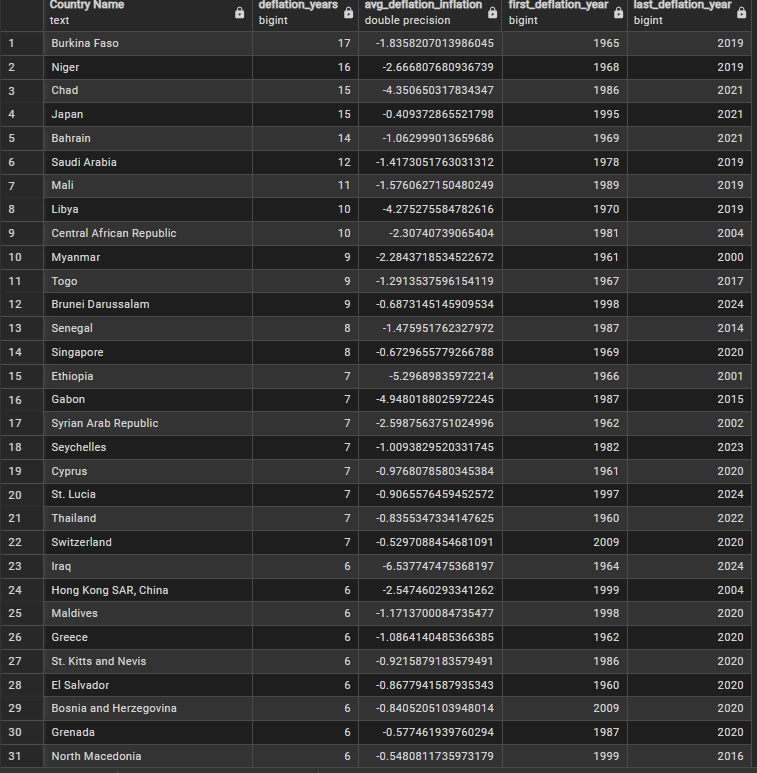 Country Name deflation_years avg_deflation_inflation first_deflation_year last_deflation_year
text bigint double precision bigint bigint
1 Burkina Faso 17 -1.8358207013986045 1965 2019
2 Niger 16 -2.666807680936739 1968 2019
3 Chad 15 -4.350650317834347 1986 2021
4 Japan 15 -0.409372865521798 1995 2021
5 Bahrain 14 -1.062999013659686 1969 2021
6 Saudi Arabia 12 -1.4173051763031312 1978 2019
7 Mali 11 -1.5760627150480249 1989 2019
8 Libya 10 -4.275275584782616 1970 2019
9 Central African Republic 10 -2.30740739065404 1981 2004
10 Myanmar 9 -2.2843718534522672 1961 2000
11 Togo 9 -1.2913537596154119 1967 2017
12 Brunei Darussalam 9 -0.6873145145909534 1998 2024
13 Senegal 8 -1.475951762327972 1987 2014
14 Singapore 8 -0.6729655779266788 1969 2020
15 Ethiopia 7 -5.29689835972214 1966 2001
16 Gabon 7 -4.9480188025972245 1987 2015
17 Syrian Arab Republic 7 -2.5987563751024996 1962 2002
18 Seychelles 7 -1.0093829520331745 1982 2023
19 Cyprus 7 -0.9768078580345384 1961 2020
20 St. Lucia 7 -0.9065576459452572 1997 2024
21 Thailand 7 -0.8355347334147625 1960 2022
22 Switzerland 7 -0.5297088454681091 2009 2020
23 Iraq 6 -6.537747475368197 1964 2024
24 Hong Kong SAR, China 6 -2.547460293341262 1999 2004
25 Maldives 6 -1.1713700084735477 1998 2020
26 Greece 6 -1.0864140485366385 1962 2020
27 St. Kitts and Nevis 6 -0.9215879183579491 1986 2020
28 El Salvador 6 -0.8677941587935343 1960 2020
29 Bosnia and Herzegovina 6 -0.8405205103948014 2009 2020
30 Grenada 6 -0.577461939760294 1987 2020
31 North Macedonia 6 -0.5480811735973179 1999 2016